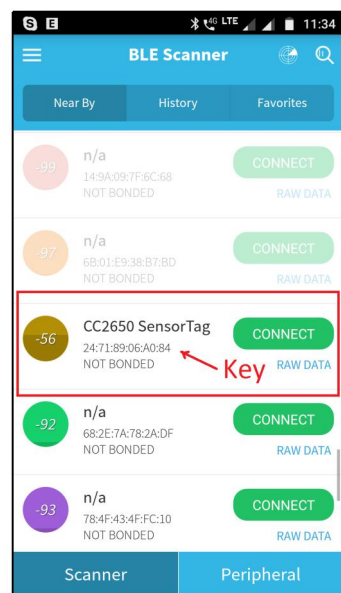 S E 4G LTE 11:34
BLE Scanner
Near By History Favorites
-99 n/a CONNECT
14:9A:09:7F:6C:68
NOT BONDED RAW DATA
-97 n/a CONNECT
6B:01:E9:38:B7:BD
NOT BONDED RAW DATA
-56 CC2650 SensorTag CONNECT
24:71:89:06:A0:84
NOT BONDED Key RAW DATA
-92 n/a CONNECT
68:2E:7A:78:2A:DF
NOT BONDED RAW DATA
-93 n/a CONNECT
78:4F:43:4F:FC:10
NOT BONDED RAW DATA
Scanner Peripheral